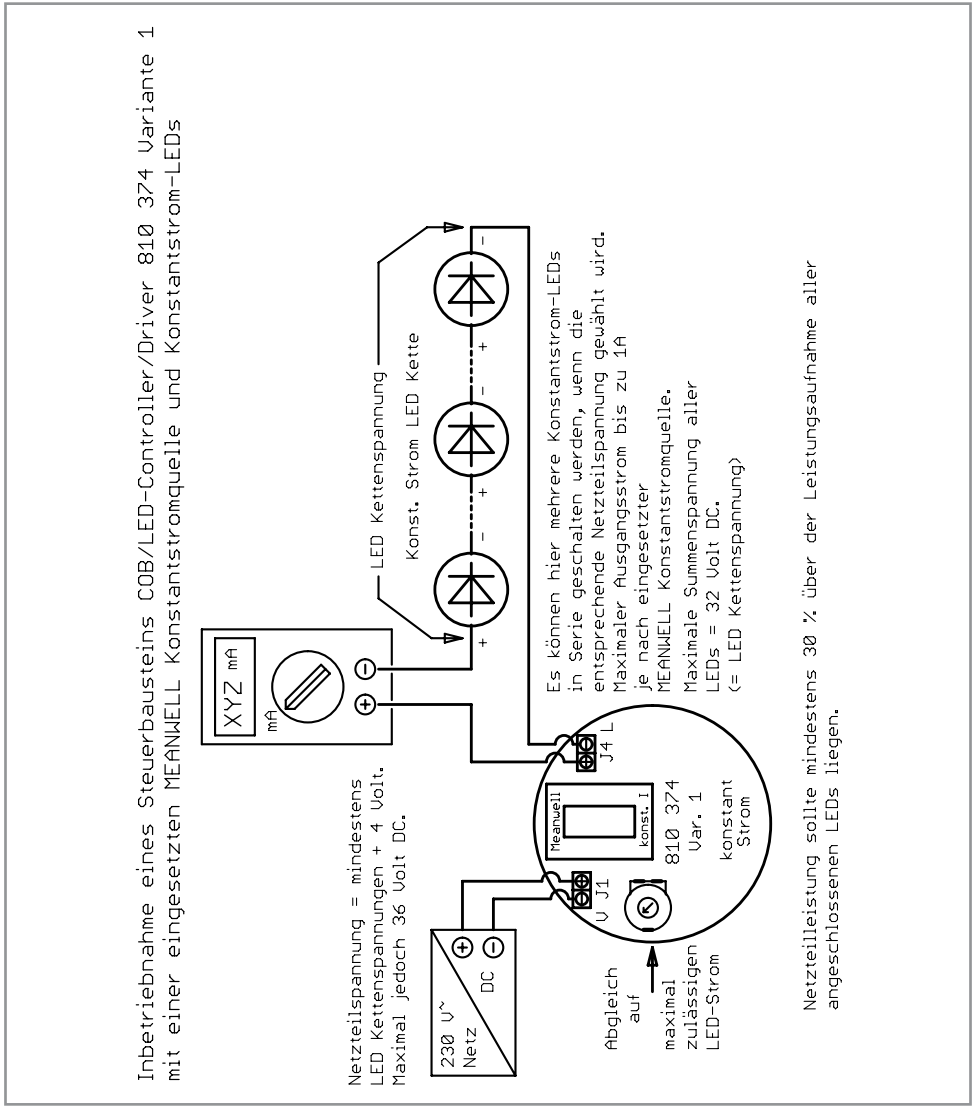 Inbetriebnahme eines Steuerbausteins COB/LED-Controller/Driver 810 374 Variante 1
mit einer eingesetzten MEANWELL Konstantstromquelle und Konstantstrom-LEDs
XYZ mA
mA
+
-
Netzteilspannung = mindestens
LED Kettenspannungen + 4 Volt.
Maximal jedoch 36 Volt DC.
LED Kettenspannung
Konst. Strom LED Kette
+
-
+
-
+
-
230 V~
Netz
DC
+
-
Es können hier mehrere Konstantstrom-LEDs
in Serie geschalten werden, wenn die
entsprechende Netzteilspannung gewählt wird.
Maximaler Ausgangsstrom bis zu 1A
je nach eingesetzter
MEANWELL Konstantstromquelle.
Maximale Summenspannung aller
LEDs = 32 Volt DC.
(= LED Kettenspannung)
V J1
J4 L
Meanwell
konst. I
810 374
Var. 1
konstant
Strom
Abgleich
auf
maximal
zulässigen
LED-Strom
Netzteilleistung sollte mindestens 30 % über der Leistungsaufnahme aller
angeschlossenen LEDs liegen.